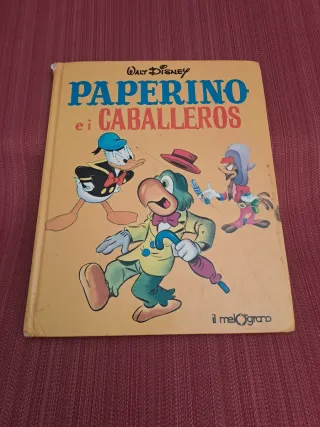 WALT DISNEY
PAPERINO
e i CABALLEROS
il melograno